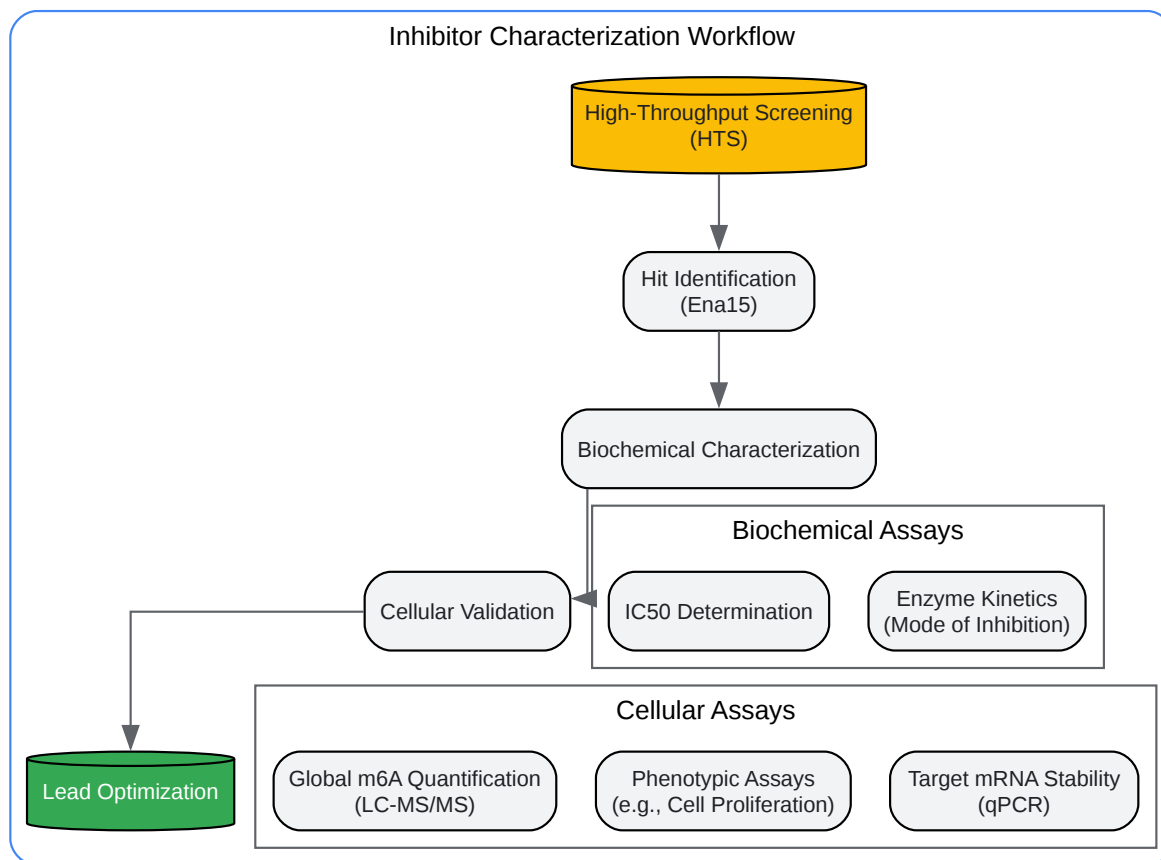 Inhibitor Characterization Workflow
High-Throughput Screening
(HTS)
Hit Identification
(Ena15)
Biochemical Characterization
Biochemical Assays
Cellular Validation
IC50 Determination
Enzyme Kinetics
(Mode of Inhibition)
Cellular Assays
Lead Optimization
Global m6A Quantification
(LC-MS/MS)
Phenotypic Assays
(e.g., Cell Proliferation)
Target mRNA Stability
(qPCR)